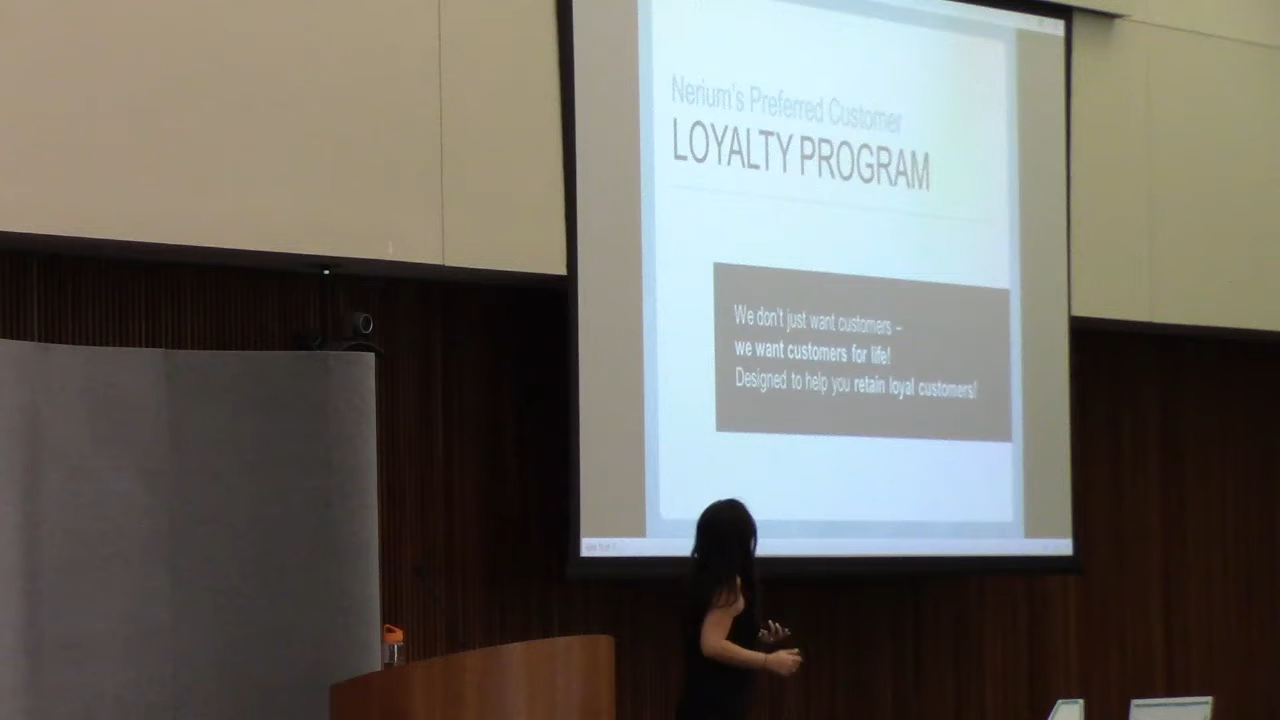 Nerium's Preferred Customer
LOYALTY PROGRAM
We don't just want customers –
we want customers for life!
Designed to help you retain loyal customers!